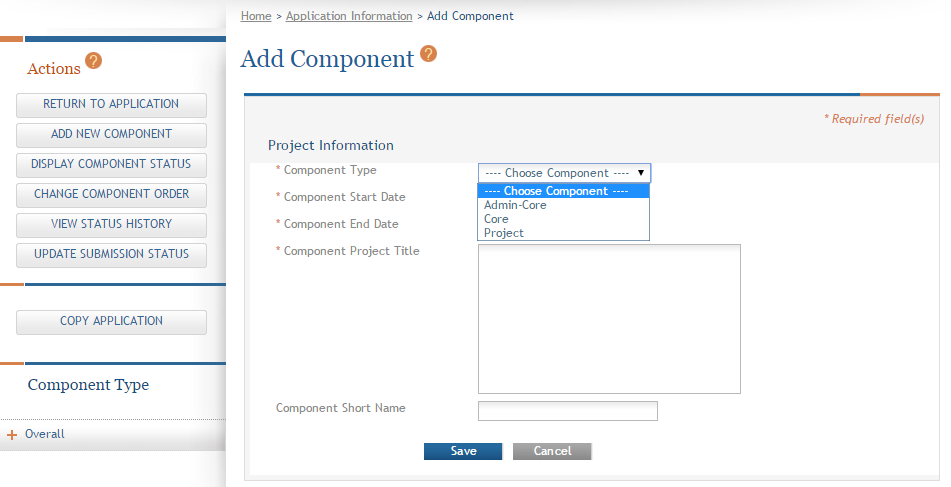 Home > Application Information > Add Component
Actions ?
RETURN TO APPLICATION
ADD NEW COMPONENT
DISPLAY COMPONENT STATUS
CHANGE COMPONENT ORDER
VIEW STATUS HISTORY
UPDATE SUBMISSION STATUS
COPY APPLICATION
Component Type
+ Overall
Add Component ?
* Required field(s)
Project Information
* Component Type
---- Choose Component ---- ▼
---- Choose Component ----
Admin-Core
Core
Project
* Component Start Date
* Component End Date
* Component Project Title
Component Short Name
Save
Cancel